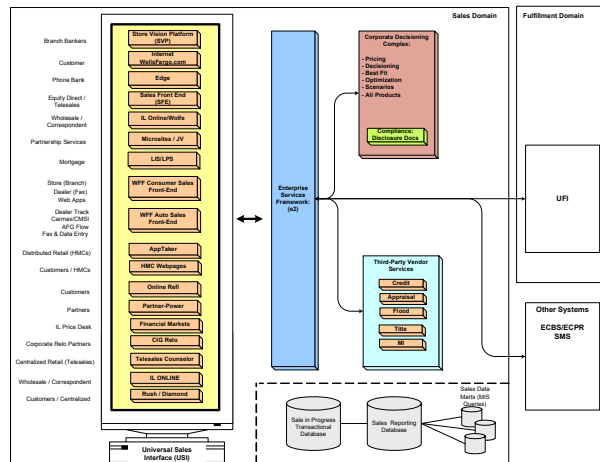 Sales Domain
Fulfillment Domain
Branch Bankers
Store Vision Platform
(SVP)
Customer
Internet
WellsFargo.com
Phone Bank
Edge
Equity Direct /
Telesales
Sales Front End
(SFE)
Wholesale /
Correspondent
IL Online/Wolfe
Partnership Services
Microsites / JV
Mortgage
LIS/LPS
Store (Branch)
Dealer (Fax)
Web Apps
WFF Consumer Sales
Front-End
Dealer Track
Carmax/CMSI
AFG Flow
Fax & Data Entry
WFF Auto Sales
Front-End
Distributed Retail (HMCs)
AppTaker
Customers / HMCs
HMC Webpages
Customers
Online Refi
Partners
Partner-Power
IL Price Desk
Financial Markets
Corporate Relo Partners
CIG Relo
Centralized Retail (Telesales)
Telesales Counselor
Wholesale / Correspondent
IL ONLINE
Customers / Centralized
Rush / Diamond
Universal Sales
Interface (USI)
Enterprise
Services
Framework:
(e2)
Corporate Decisioning
Complex:
- Pricing
- Decisioning
- Best Fit
- Optimization
- Scenarios
- All Products
Compliance:
Disclosure Docs
Third-Party Vendor
Services
Credit
Appraisal
Flood
Title
MI
Sale in Progress
Transactional
Database
Sales Reporting
Database
Sales Data
Marts (MIS
Queries)
UFI
Other Systems
ECBS/ECPR
SMS